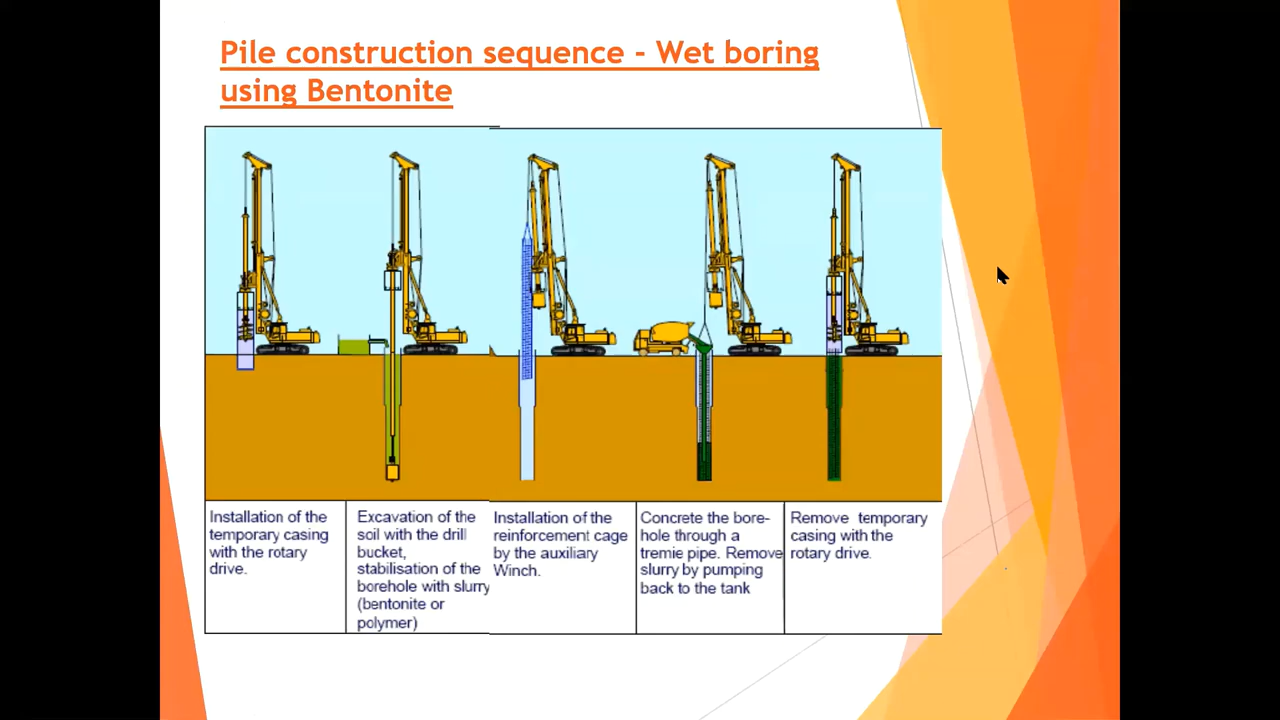 Pile construction sequence - Wet boring
using Bentonite
Installation of the
temporary casing
with the rotary
drive.
Excavation of the
soil with the drill
bucket,
stabilisation of the
borehole with slurry
(bentonite or
polymer)
Installation of the
reinforcement cage
by the auxiliary
Winch.
Concrete the bore-
hole through a
tremie pipe. Remove
slurry by pumping
back to the tank
Remove temporary
casing with the
rotary drive.